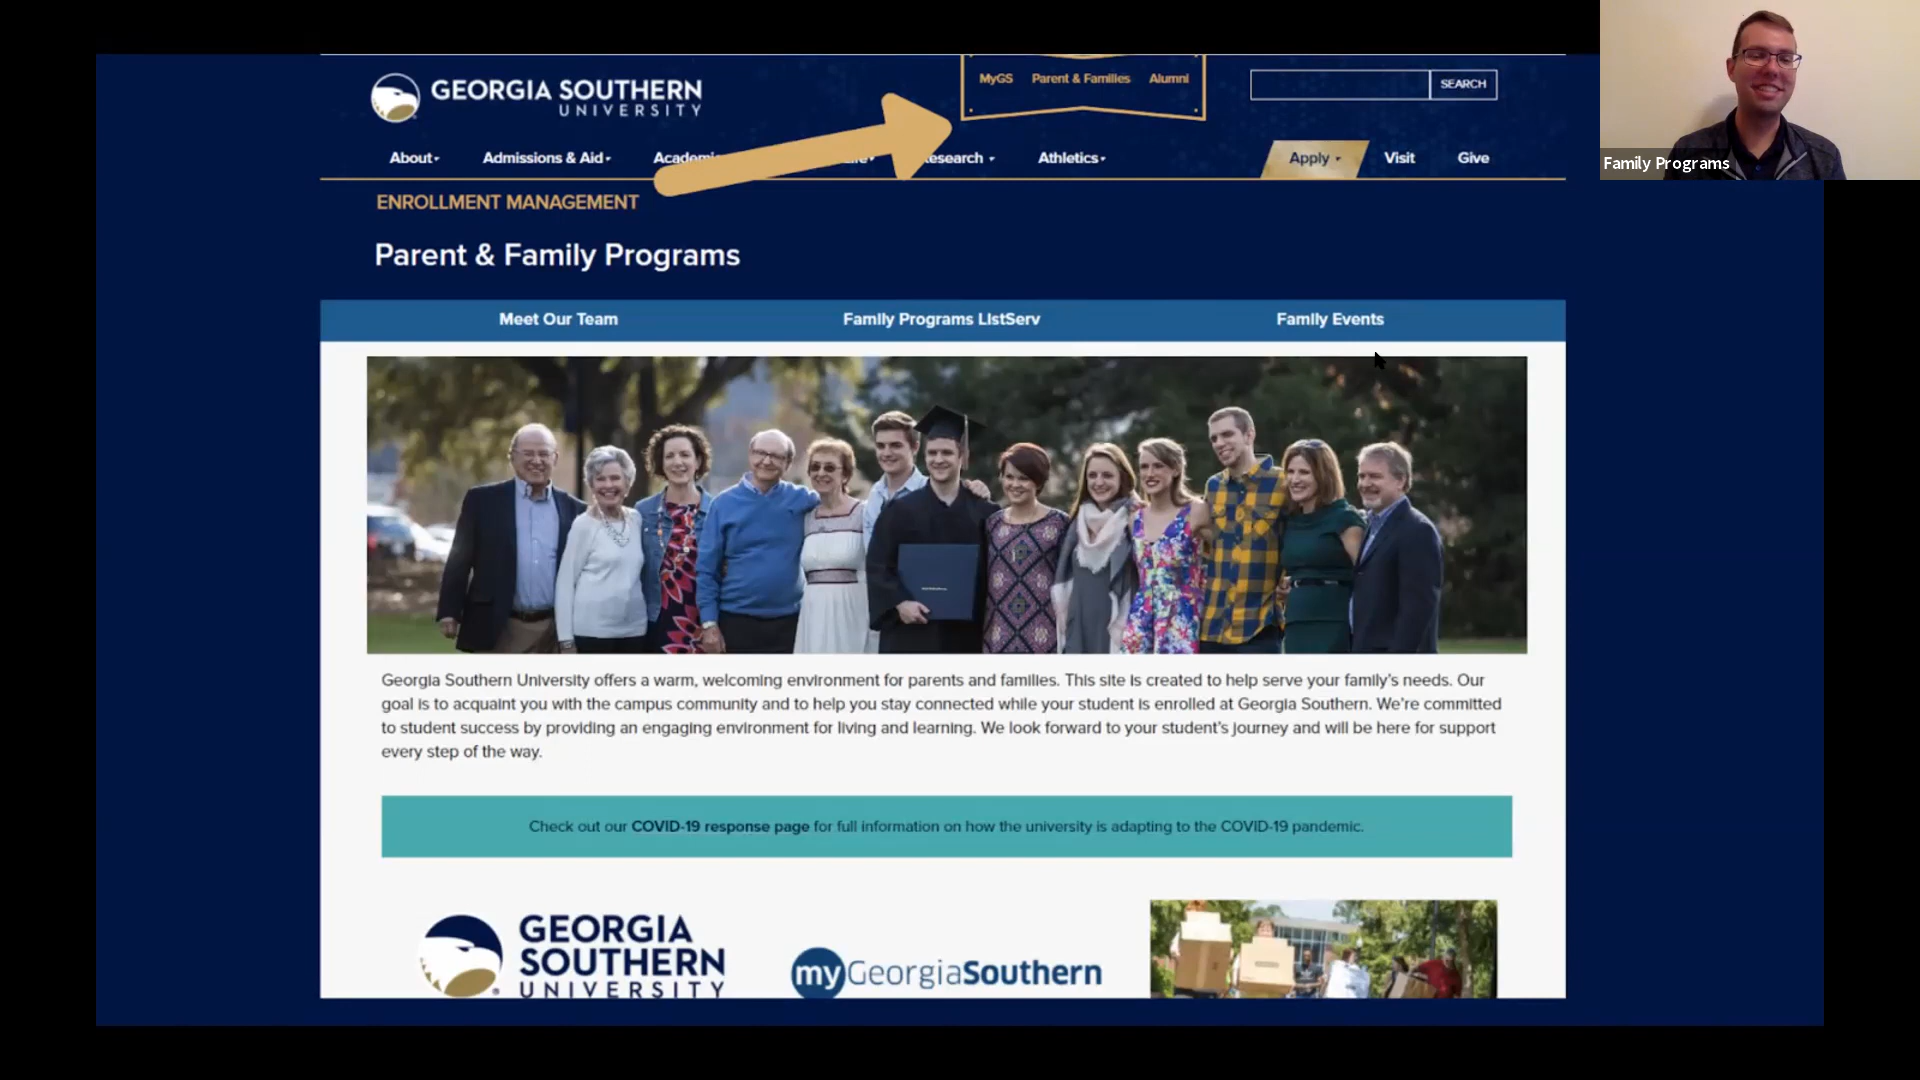 GEORGIA SOUTHERN
UNIVERSITY
MyGS Parent & Families Alumni
SEARCH
About Admissions & Aid Athletics Apply Visit Give
ENROLLMENT MANAGEMENT
Parent & Family Programs
Family Programs
Meet Our Team Family Programs ListServ Family Events
Georgia Southern University offers a warm, welcoming environment for parents and families. This site is created to help serve your family's needs. Our
goal is to acquaint you with the campus community and to help you stay connected while your student is enrolled at Georgia Southern. We're committed
to student success by providing an engaging environment for living and learning. We look forward to your student's journey and will be here for support
every step of the way.
Check out our COVID-19 response page for full information on how the university is adapting to the COVID-19 pandemic.
GEORGIA
SOUTHERN
UNIVERSITY
myGeorgiaSouthern